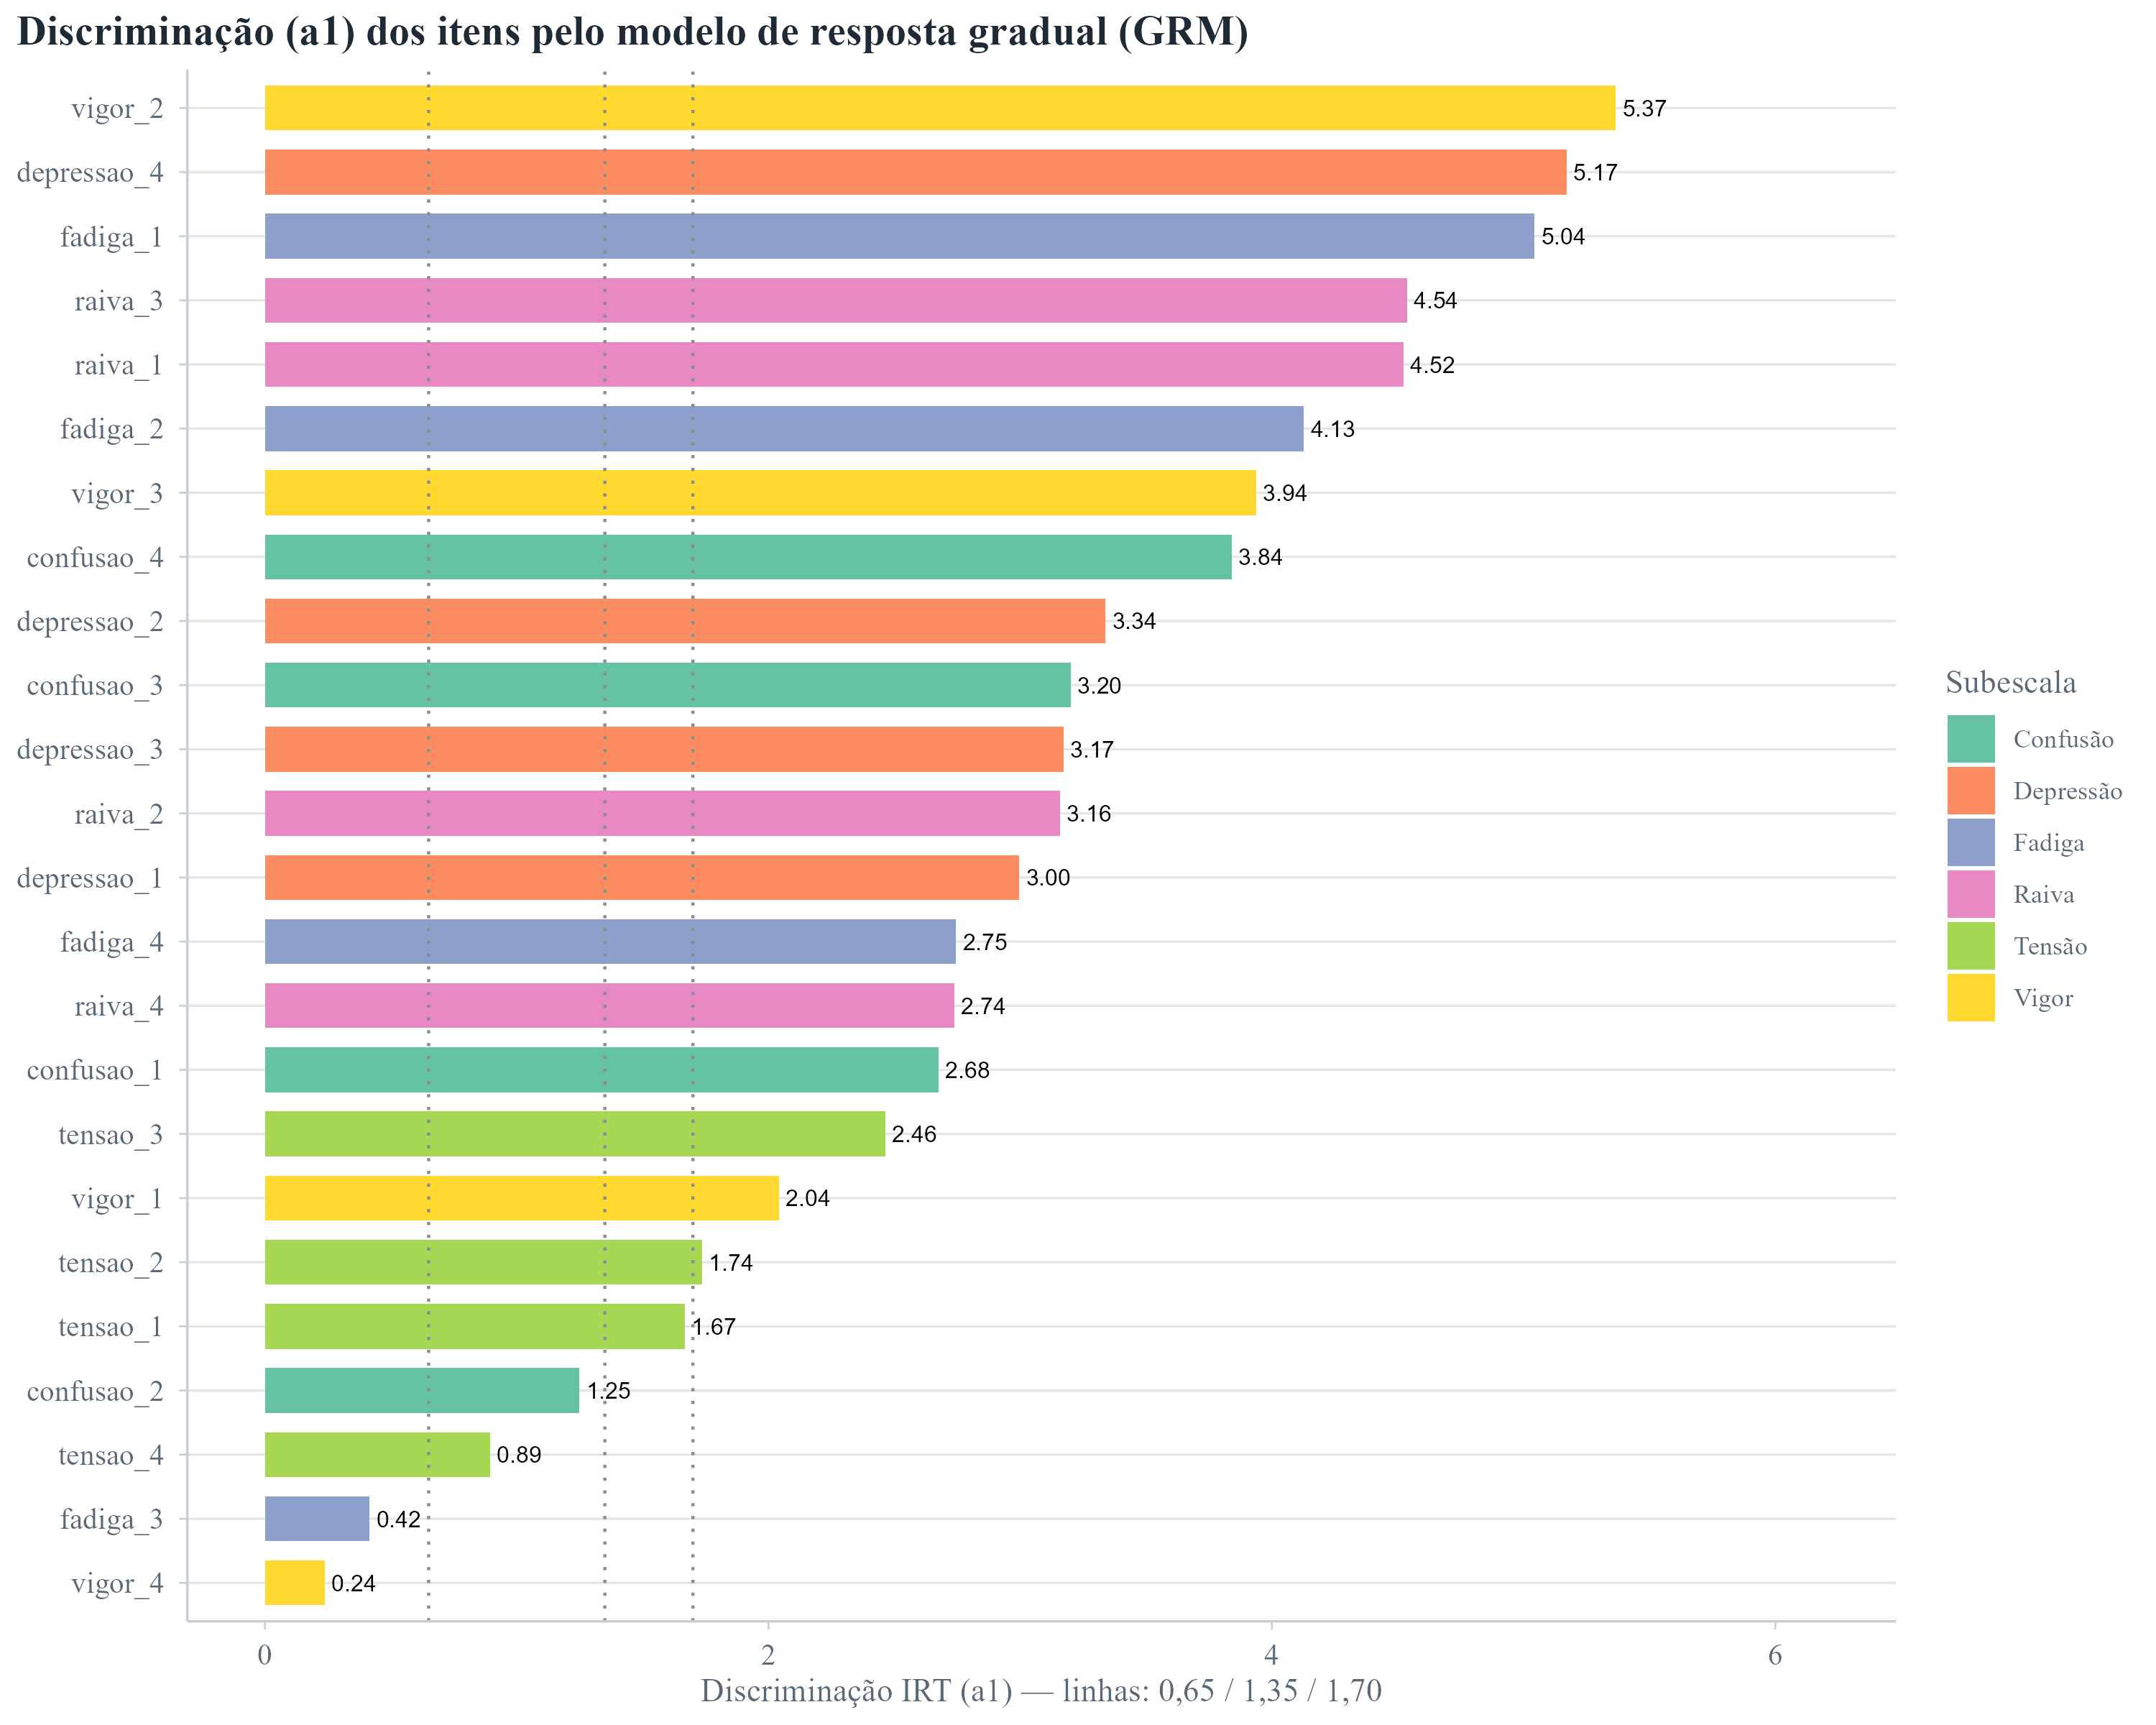 Discriminação (a1) dos itens pelo modelo de resposta gradual (GRM)
vigor_2 5.37
depressao_4 5.17
fadiga_1 5.04
raiva_3 4.54
raiva_1 4.52
fadiga_2 4.13
vigor_3 3.94
confusao_4 3.84
depressao_2 3.34
confusao_3 3.20
depressao_3 3.17
raiva_2 3.16
depressao_1 3.00
fadiga_4 2.75
raiva_4 2.74
confusao_1 2.68
tensao_3 2.46
vigor_1 2.04
tensao_2 1.74
tensao_1 1.67
confusao_2 1.25
tensao_4 0.89
fadiga_3 0.42
vigor_4 0.24
0 2 4 6
Discriminação IRT (a1) — linhas: 0,65 / 1,35 / 1,70
Subescala
Confusão
Depressão
Fadiga
Raiva
Tensão
Vigor